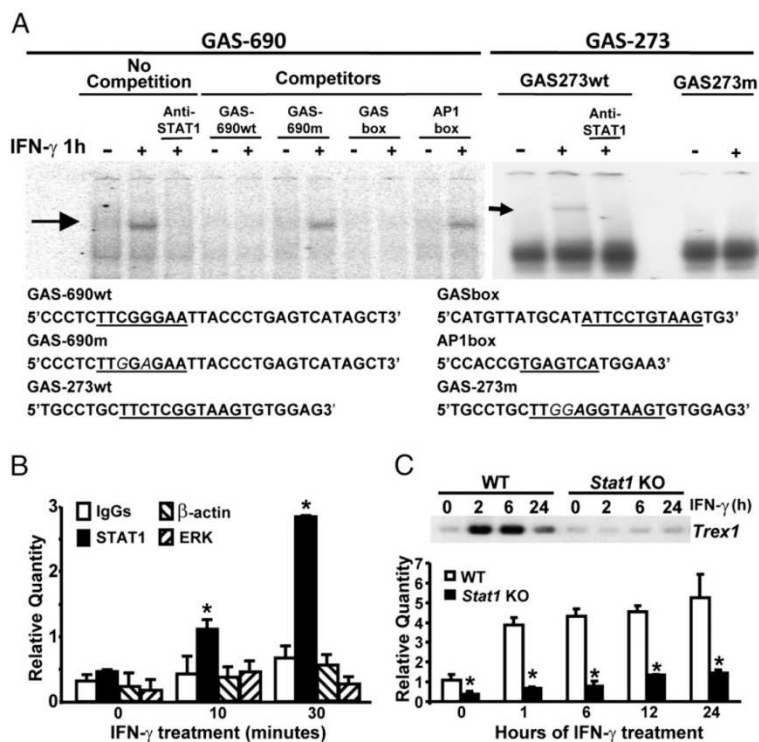 A
GAS-690
GAS-273
No Competition
Competitors
GAS273wt
GAS273m
Anti-STAT1
GAS-690wt
GAS-690m
GAS box
AP1 box
Anti-STAT1
IFN-γ 1h
- + + - + - + - + - + - + + - +
GAS-690wt
5'CCCTCTTCGGGAATTACCCTGAGTCATAGCT3'
GAS-690m
5'CCCTCTTGGAGAATTACCCTGAGTCATAGCT3'
GAS-273wt
5'TGCCTGCTTCTCGGTAAGTGTGGAG3'
GASbox
5'CATGTTATGCATATTCCTGTAAGTG3'
AP1box
5'CCACCGTGAGTCATGGAA3'
GAS-273m
5'TGCCTGCTTGGAGGTAAGTGTGGAG3'
B
IgGs
β-actin
STAT1
ERK
Relative Quantity
3
2
1
0
*
*
0 10 30
IFN-γ treatment (minutes)
C
WT
Stat1 KO
0 2 6 24 0 2 6 24 IFN-γ (h)
Trex1
WT
Stat1 KO
Relative Quantity
7
6
5
4
3
2
1
0
* * * * *
0 1 6 12 24
Hours of IFN-γ treatment